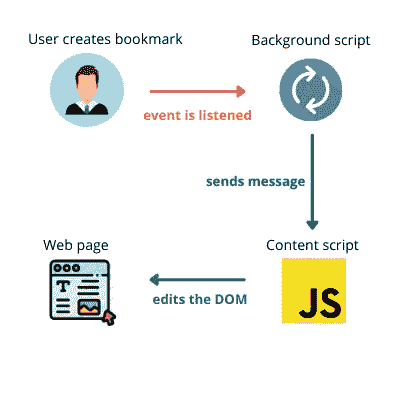 User creates bookmark
Background script
event is listened
sends message
Web page
Content script
T
edits the DOM
JS